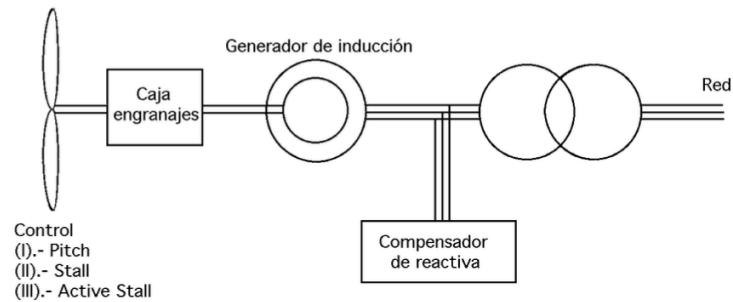 Generador de inducción
Caja
engranajes
Red
Compensador
de reactiva
Control
(I).- Pitch
(II).- Stall
(III).- Active Stall